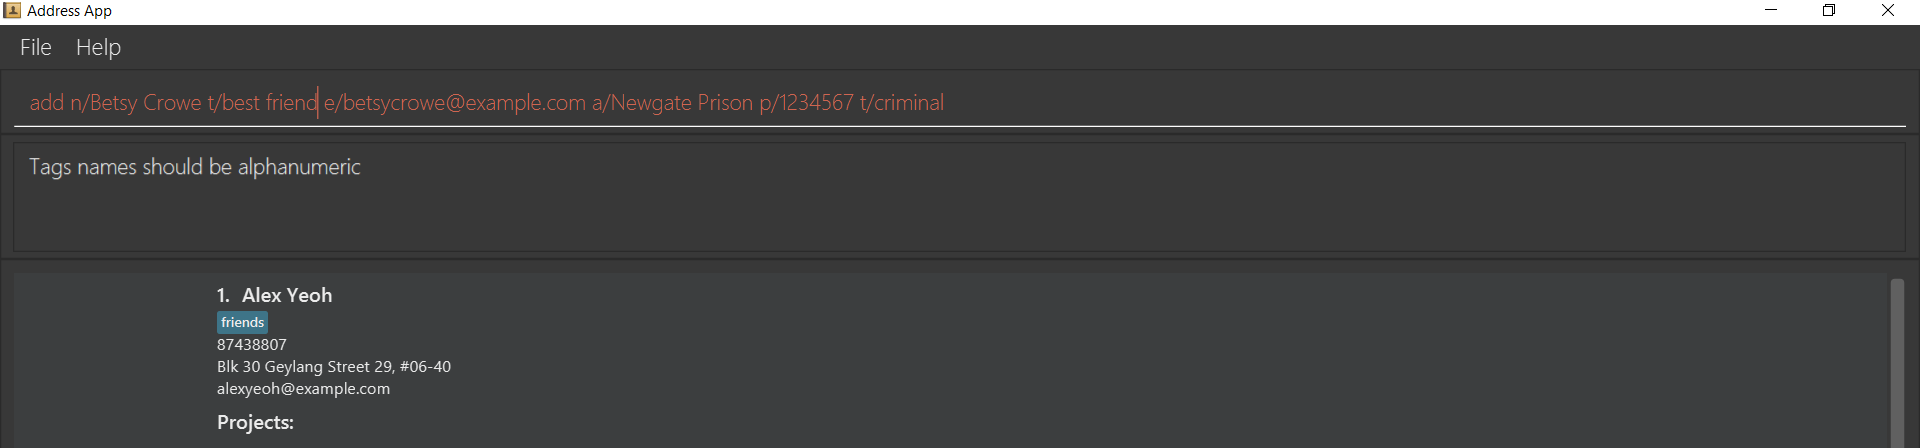 Address App
File Help
add n/Betsy Crowe t/best friend e/betsycrowe@example.com a/Newgate Prison p/1234567 t/criminal
Tags names should be alphanumeric
1. Alex Yeoh
friends
87438807
Blk 30 Geylang Street 29, #06-40
alexyeoh@example.com
Projects: